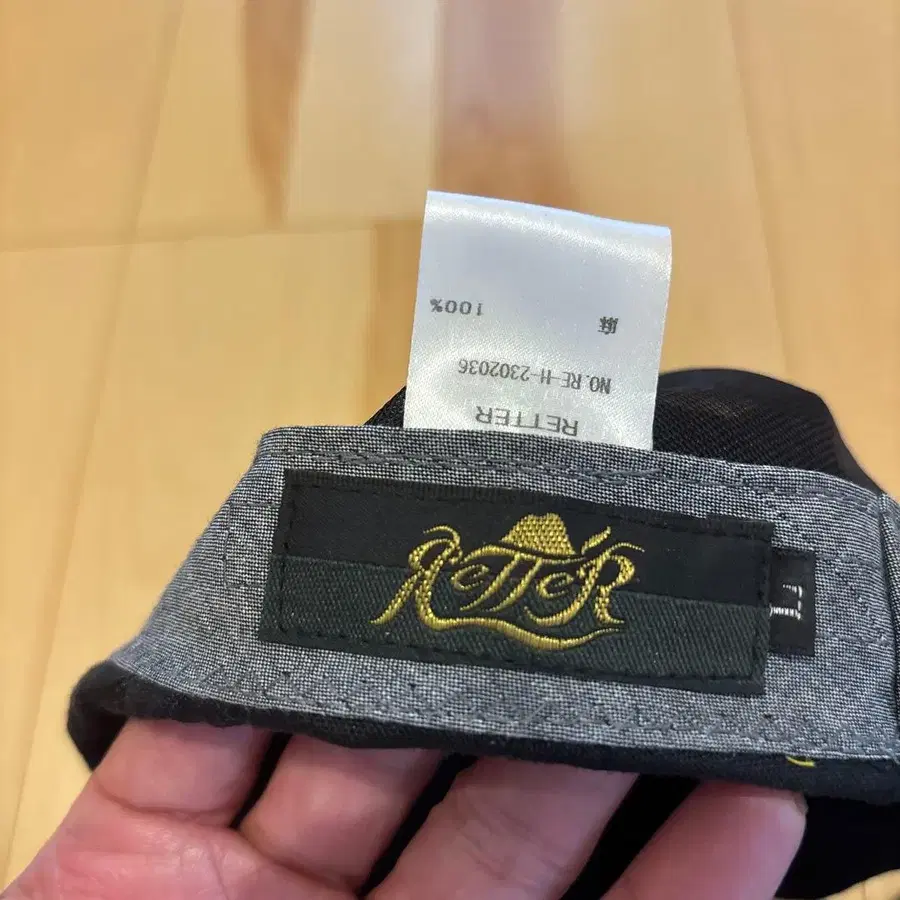 RETTER
NO.RE-H-2302036
麻 100%
ReTTeR